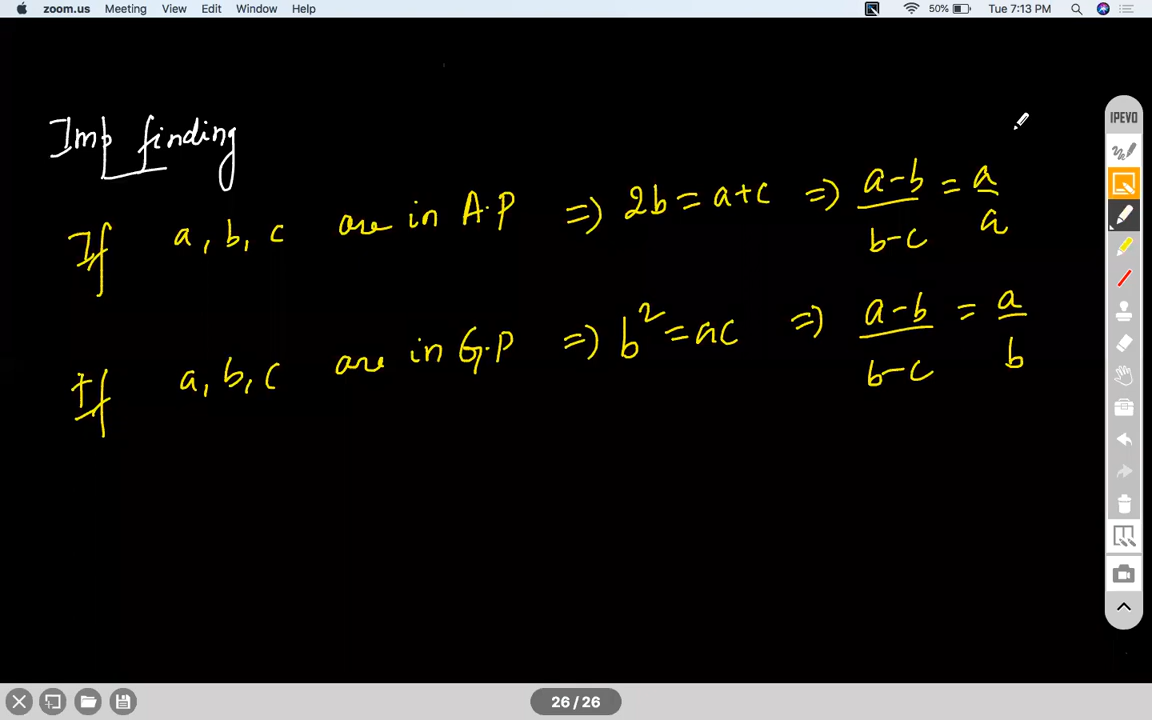 zoom.us Meeting View Edit Window Help 50% Tue 7:13 PM
IPEVO
Imp finding
If a, b, c are in A.P => 2b = a+c => a-b/b-c = a/a
If a, b, c are in G.P => b² = ac => a-b/b-c = a/b
26 / 26